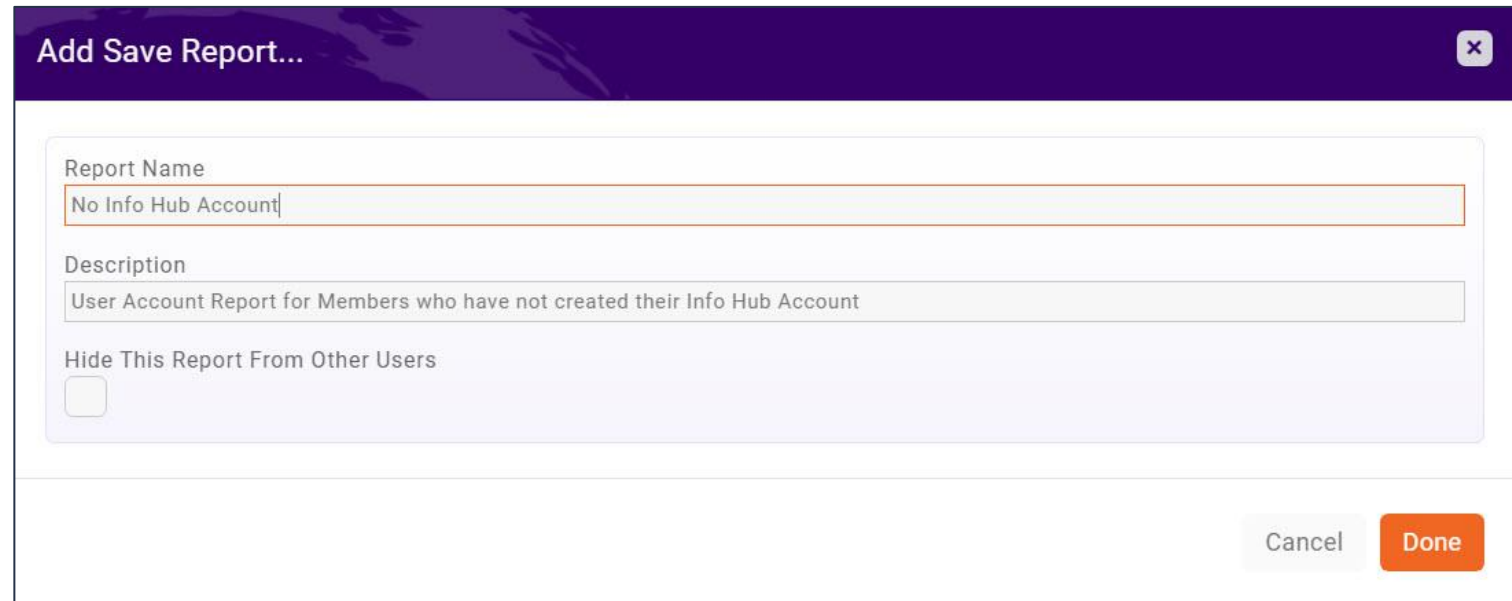 Add Save Report...
Report Name
No Info Hub Account
Description
User Account Report for Members who have not created their Info Hub Account
Hide This Report From Other Users
Cancel
Done